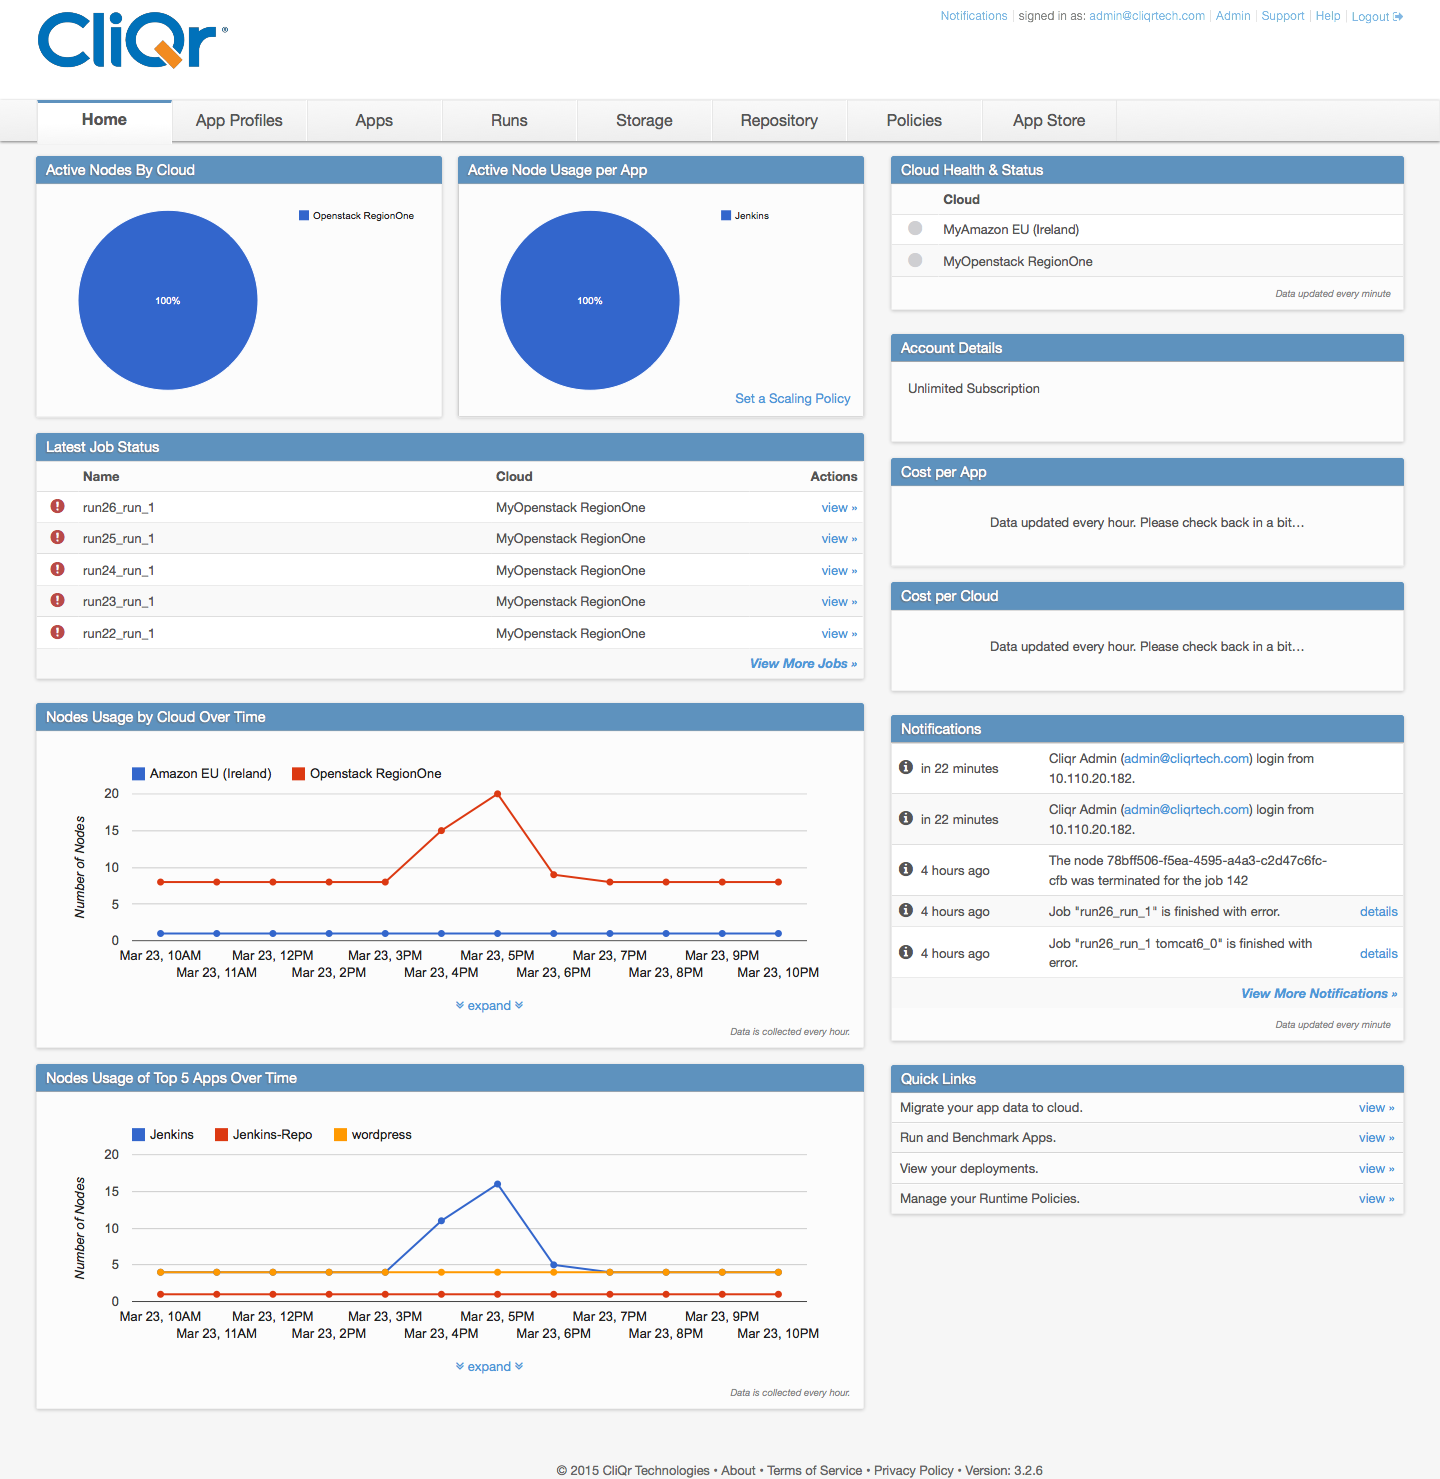 CliQr®
Notifications signed in as: admin@cliqrtech.com Admin Support Help Logout
Home App Profiles Apps Runs Storage Repository Policies App Store
Active Nodes By Cloud
Openstack RegionOne
100%
Active Node Usage per App
Jenkins
100%
Set a Scaling Policy
Latest Job Status
Name Cloud Actions
run26_run_1 MyOpenstack RegionOne view »
run25_run_1 MyOpenstack RegionOne view »
run24_run_1 MyOpenstack RegionOne view »
run23_run_1 MyOpenstack RegionOne view »
run22_run_1 MyOpenstack RegionOne view »
View More Jobs »
Nodes Usage by Cloud Over Time
Amazon EU (Ireland) Openstack RegionOne
Number of Nodes
20
15
10
5
0
Mar 23, 10AM Mar 23, 12PM Mar 23, 3PM Mar 23, 5PM Mar 23, 7PM Mar 23, 9PM
Mar 23, 11AM Mar 23, 2PM Mar 23, 4PM Mar 23, 6PM Mar 23, 8PM Mar 23, 10PM
expand
Data is collected every hour.
Nodes Usage of Top 5 Apps Over Time
Jenkins Jenkins-Repo wordpress
Number of Nodes
20
15
10
5
0
Mar 23, 10AM Mar 23, 12PM Mar 23, 3PM Mar 23, 5PM Mar 23, 7PM Mar 23, 9PM
Mar 23, 11AM Mar 23, 2PM Mar 23, 4PM Mar 23, 6PM Mar 23, 8PM Mar 23, 10PM
expand
Data is collected every hour.
Cloud Health & Status
Cloud
MyAmazon EU (Ireland)
MyOpenstack RegionOne
Data updated every minute
Account Details
Unlimited Subscription
Cost per App
Data updated every hour. Please check back in a bit...
Cost per Cloud
Data updated every hour. Please check back in a bit...
Notifications
in 22 minutes Cliqr Admin (admin@cliqrtech.com) login from
10.110.20.182.
in 22 minutes Cliqr Admin (admin@cliqrtech.com) login from
10.110.20.182.
4 hours ago The node 78bff506-f5ea-4595-a4a3-c2d47c6fc-
cfb was terminated for the job 142
4 hours ago Job "run26_run_1" is finished with error. details
4 hours ago Job "run26_run_1 tomcat6_0" is finished with
error. details
View More Notifications »
Data updated every minute
Quick Links
Migrate your app data to cloud. view »
Run and Benchmark Apps. view »
View your deployments. view »
Manage your Runtime Policies. view »
© 2015 CliQr Technologies • About • Terms of Service • Privacy Policy • Version: 3.2.6